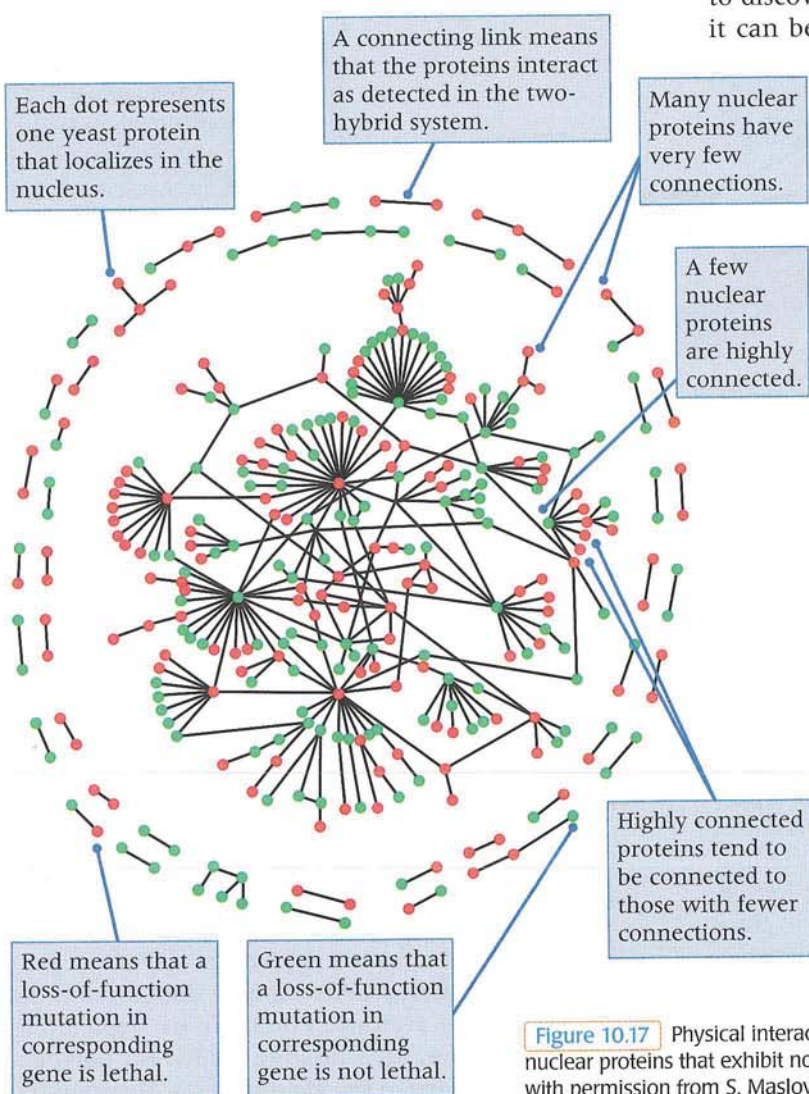 to discov
it can be
A connecting link means
that the proteins interact
as detected in the two-
hybrid system.
Each dot represents
one yeast protein
that localizes in the
nucleus.
Many nuclear
proteins have
very few
connections.
A few
nuclear
proteins
are highly
connected.
Highly connected
proteins tend to
be connected to
those with fewer
connections.
Red means that a
loss-of-function
mutation in
corresponding
gene is lethal.
Green means that
a loss-of-function
mutation in
corresponding
gene is not lethal.
Figure 10.17 Physical interac
nuclear proteins that exhibit no
with permission from S. Maslov